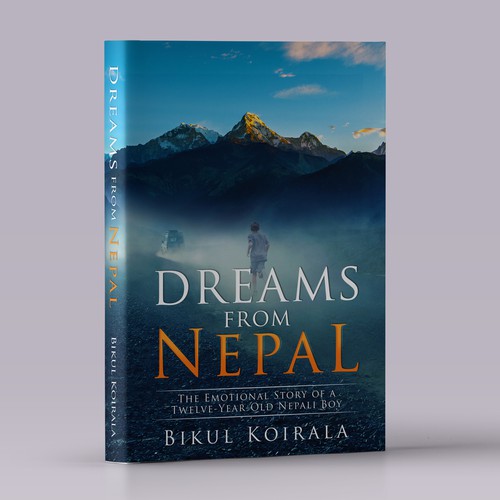 Dreams from Nepal
Bikul Koirala
DREAMS
FROM
NEPAL
The Emotional Story of a
Twelve-Year Old Nepali Boy
Bikul Koirala